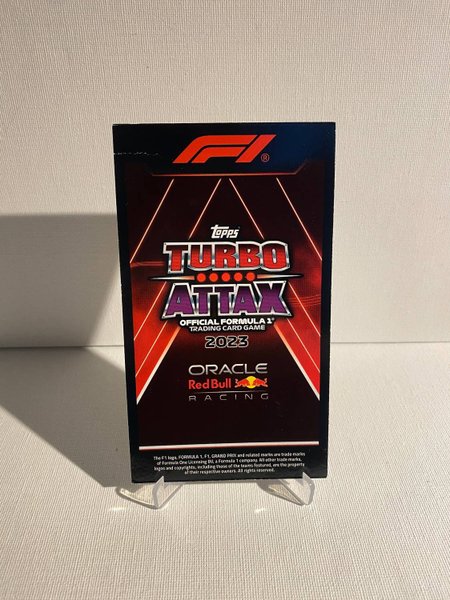 F1®
Topps
TURBO
ATTAX
OFFICIAL FORMULA 1®
TRADING CARD GAME
2023
ORACLE
Red Bull
RACING
The F1 logo, FORMULA 1, F1, GRAND PRIX and related marks are trade marks
of Formula One Licensing BV, a Formula 1 company. All other trade marks,
logos and copyrights, including those of the teams featured, are the property
of their respective owners. All rights reserved.